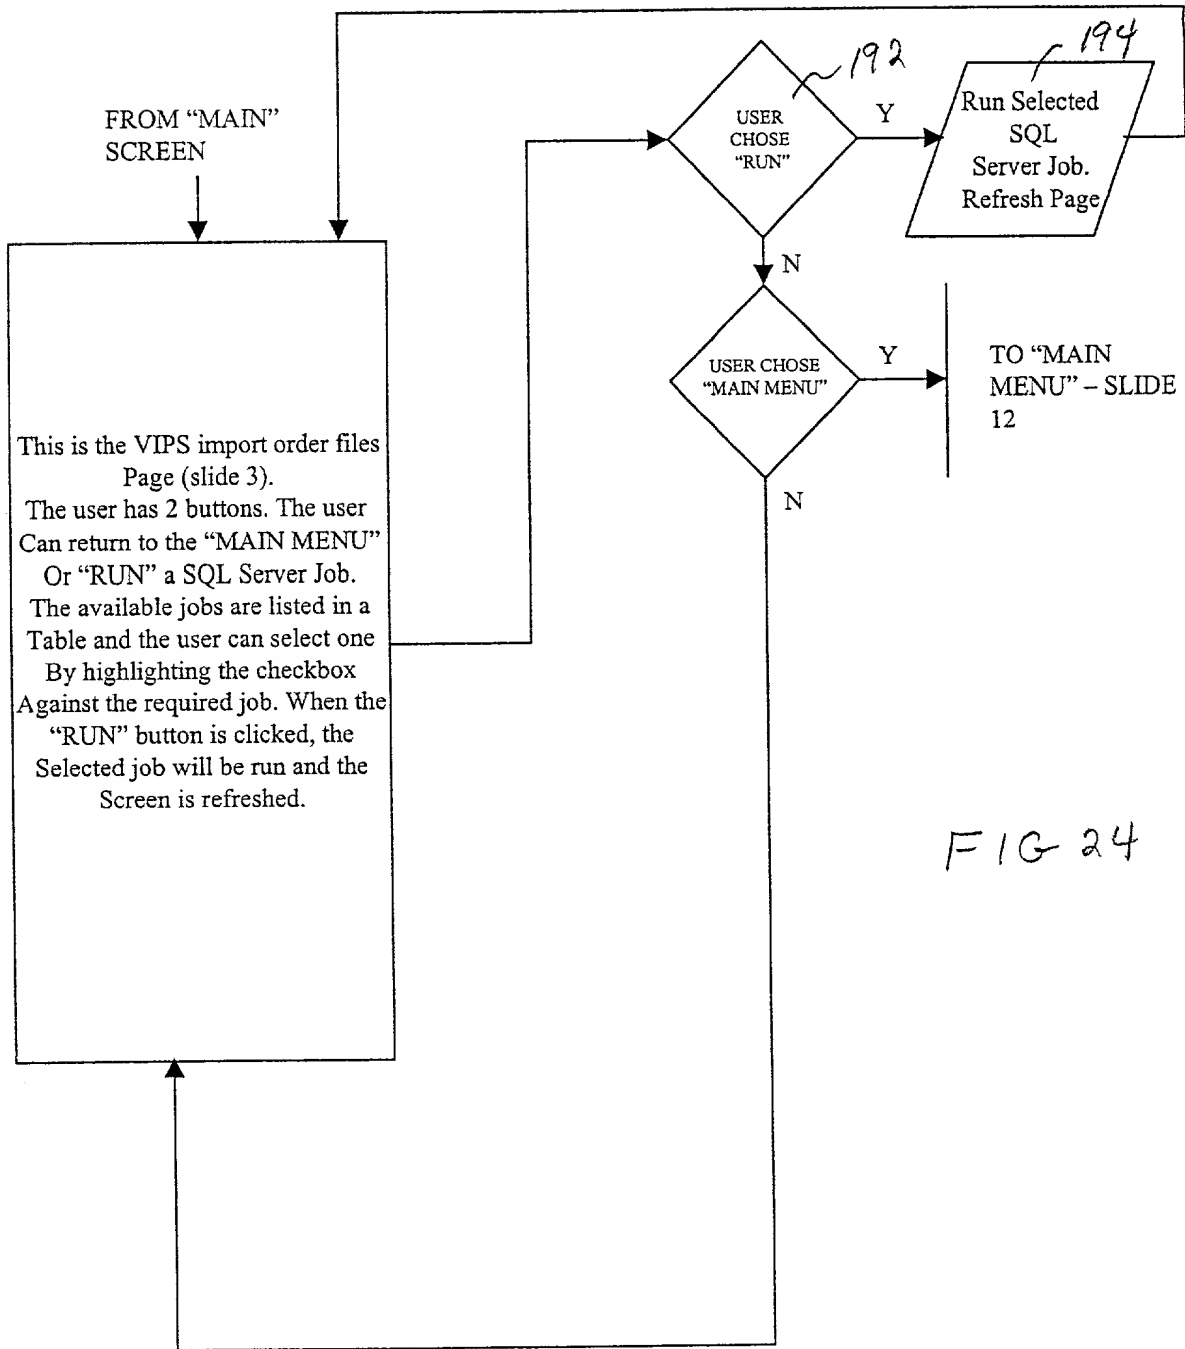 FROM “MAIN”
SCREEN
This is the VIPS import order files
Page (slide 3).
The user has 2 buttons. The user
Can return to the “MAIN MENU”
Or “RUN” a SQL Server Job.
The available jobs are listed in a
Table and the user can select one
By highlighting the checkbox
Against the required job. When the
“RUN” button is clicked, the
Selected job will be run and the
Screen is refreshed.
192
USER
CHOSE
“RUN”
Y
194
Run Selected
SQL
Server Job.
Refresh Page
N
USER CHOSE
“MAIN MENU”
Y
TO “MAIN
MENU” – SLIDE
12
N
FIG 24